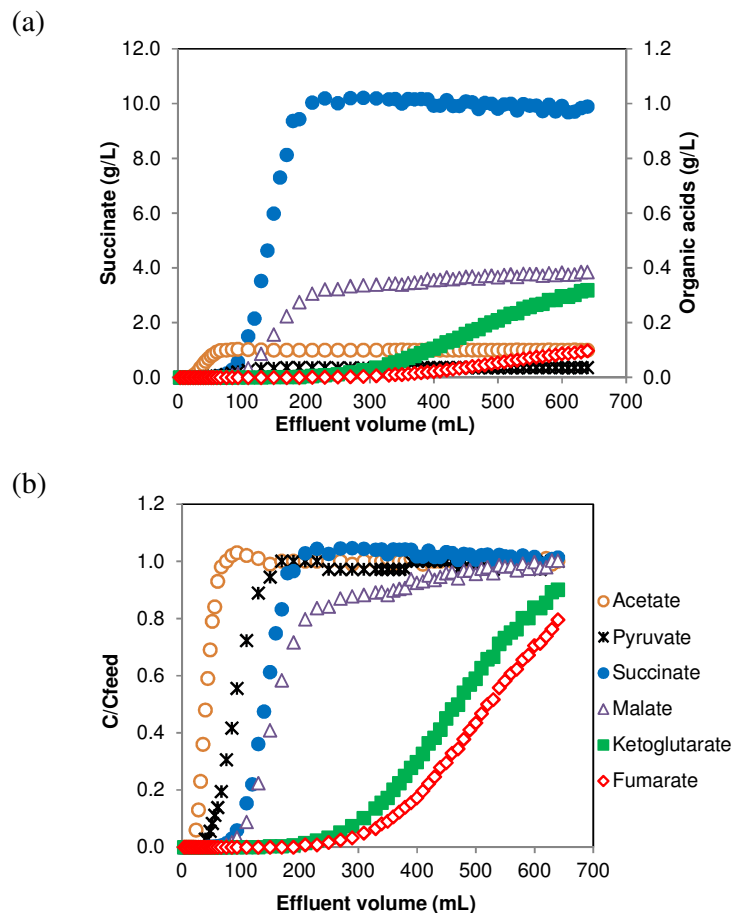 (a)
12.0
10.0
8.0
6.0
4.0
2.0
0.0
Succinate (g/L)
1.2
1.0
0.8
0.6
0.4
0.2
0.0
Organic acids (g/L)
0 100 200 300 400 500 600 700
Effluent volume (mL)
(b)
1.2
1.0
0.8
0.6
0.4
0.2
0.0
C/Cfeed
0 100 200 300 400 500 600 700
Effluent volume (mL)
Acetate
Pyruvate
Succinate
Malate
Ketoglutarate
Fumarate